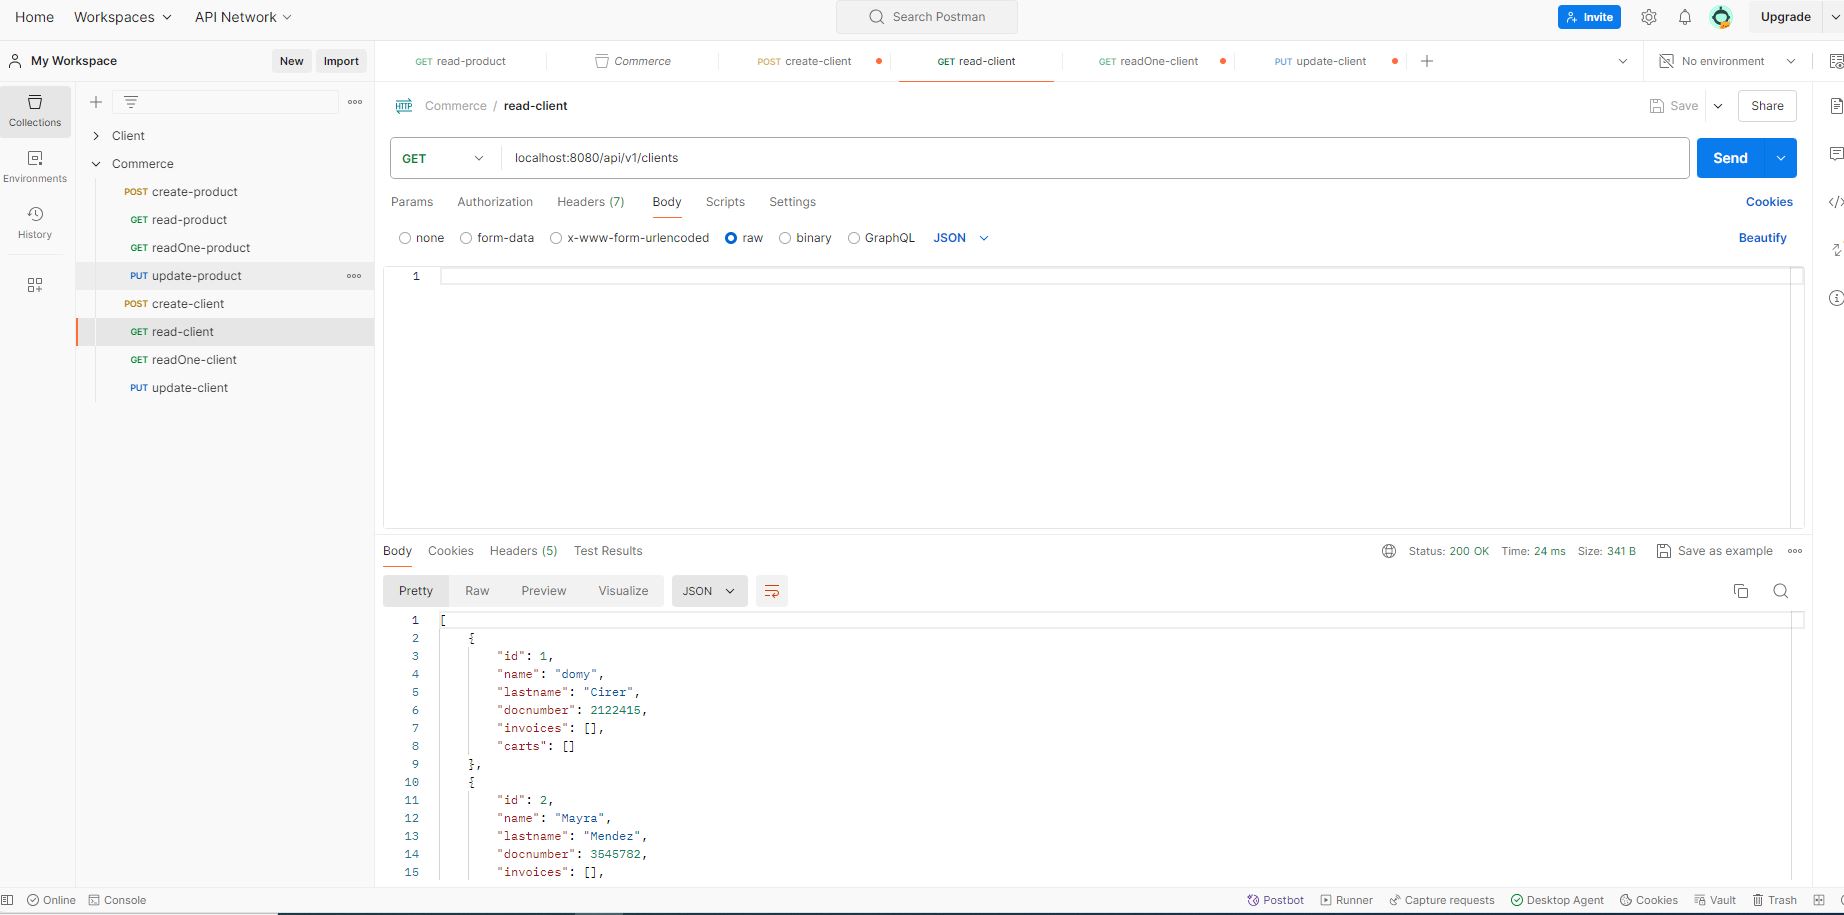 Home Workspaces API Network Search Postman Invite Upgrade
My Workspace New Import GET read-product Commerce POST create-client GET read-client GET readOne-client PUT update-client No environment
Commerce / read-client Save Share
Collections
Client
Commerce
GET localhost:8080/api/v1/clients Send
Environments
POST create-product
Params Authorization Headers (7) Body Scripts Settings Cookies
GET read-product
History
none form-data x-www-form-urlencoded raw binary GraphQL JSON Beautify
GET readOne-product
PUT update-product
1
POST create-client
GET read-client
GET readOne-client
PUT update-client
Body Cookies Headers (5) Test Results Status: 200 OK Time: 24 ms Size: 341 B Save as example
Pretty Raw Preview Visualize JSON
1 [
2 {
3 "id": 1,
4 "name": "domy",
5 "lastname": "Cirer",
6 "docnumber": 2122415,
7 "invoices": [],
8 "carts": []
9 },
10 {
11 "id": 2,
12 "name": "Mayra",
13 "lastname": "Mendez",
14 "docnumber": 3545782,
15 "invoices": [],
Online Console Postbot Runner Capture requests Desktop Agent Cookies Vault Trash